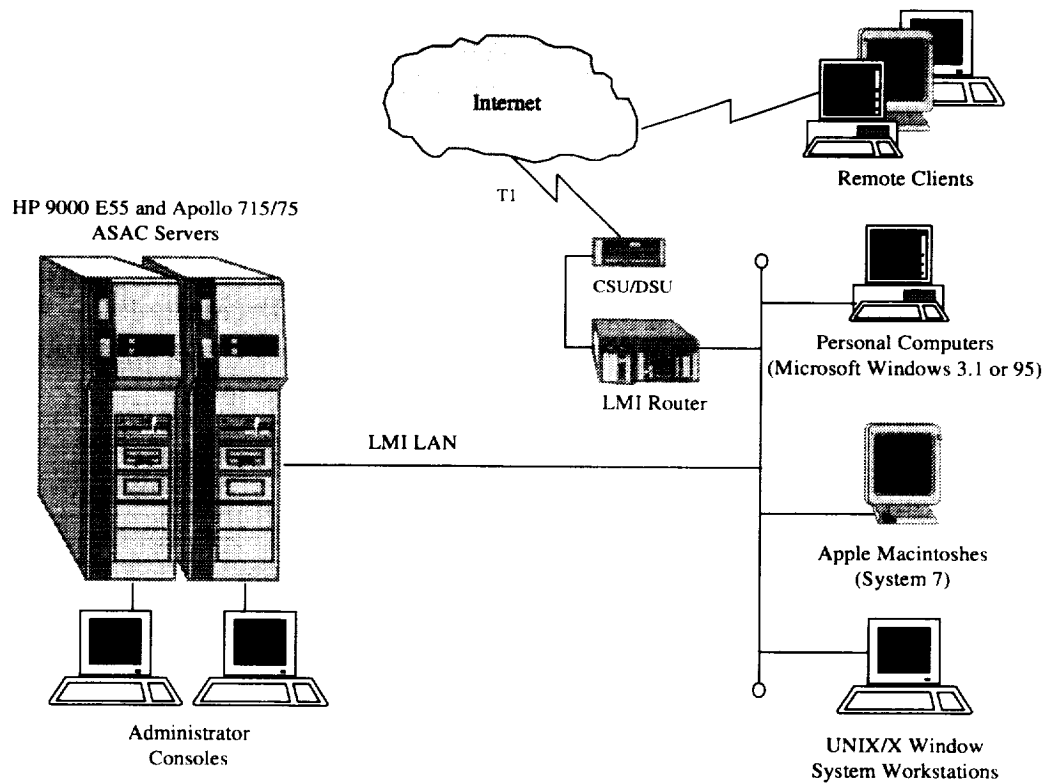 Internet
Remote Clients
T1
HP 9000 E55 and Apollo 715/75
ASAC Servers
CSU/DSU
Personal Computers
(Microsoft Windows 3.1 or 95)
LMI Router
LMI LAN
Apple Macintoshes
(System 7)
Administrator
Consoles
UNIX/X Window
System Workstations